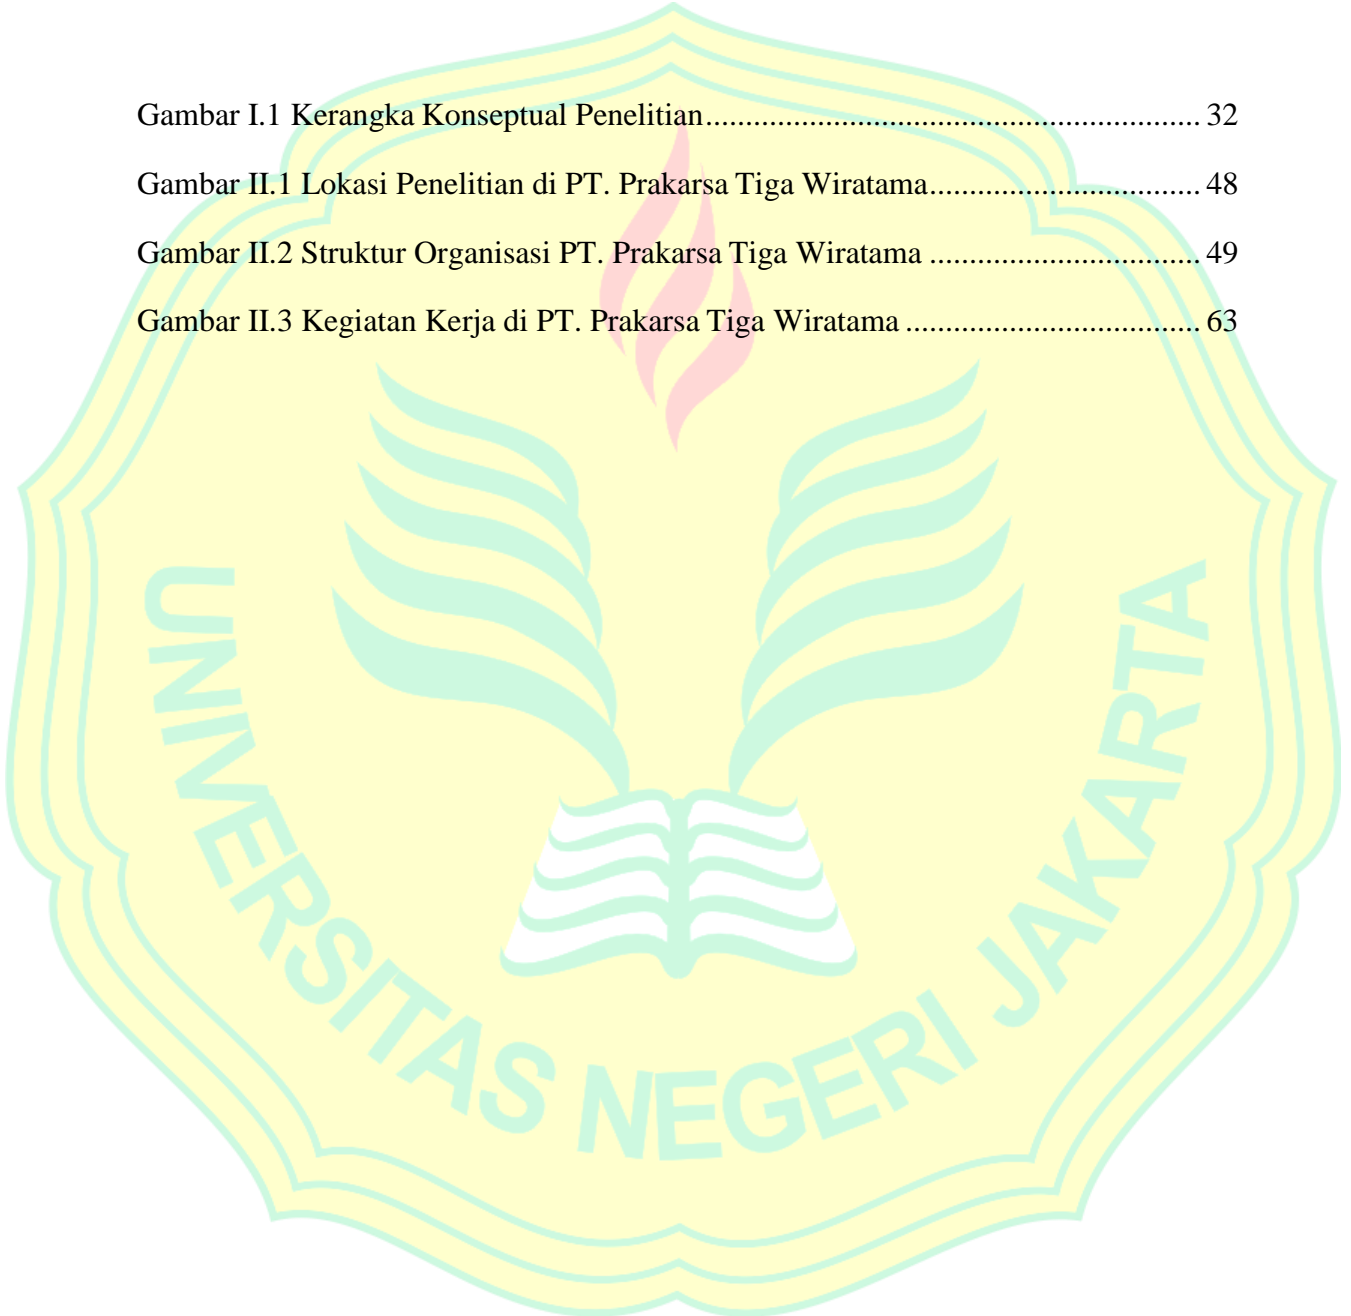 Gambar I.1 Kerangka Konseptual Penelitian.............................................................. 32
Gambar II.1 Lokasi Penelitian di PT. Prakarsa Tiga Wiratama.................................. 48
Gambar II.2 Struktur Organisasi PT. Prakarsa Tiga Wiratama .................................. 49
Gambar II.3 Kegiatan Kerja di PT. Prakarsa Tiga Wiratama ..................................... 63
UNIVERSITAS NEGERI JAKARTA